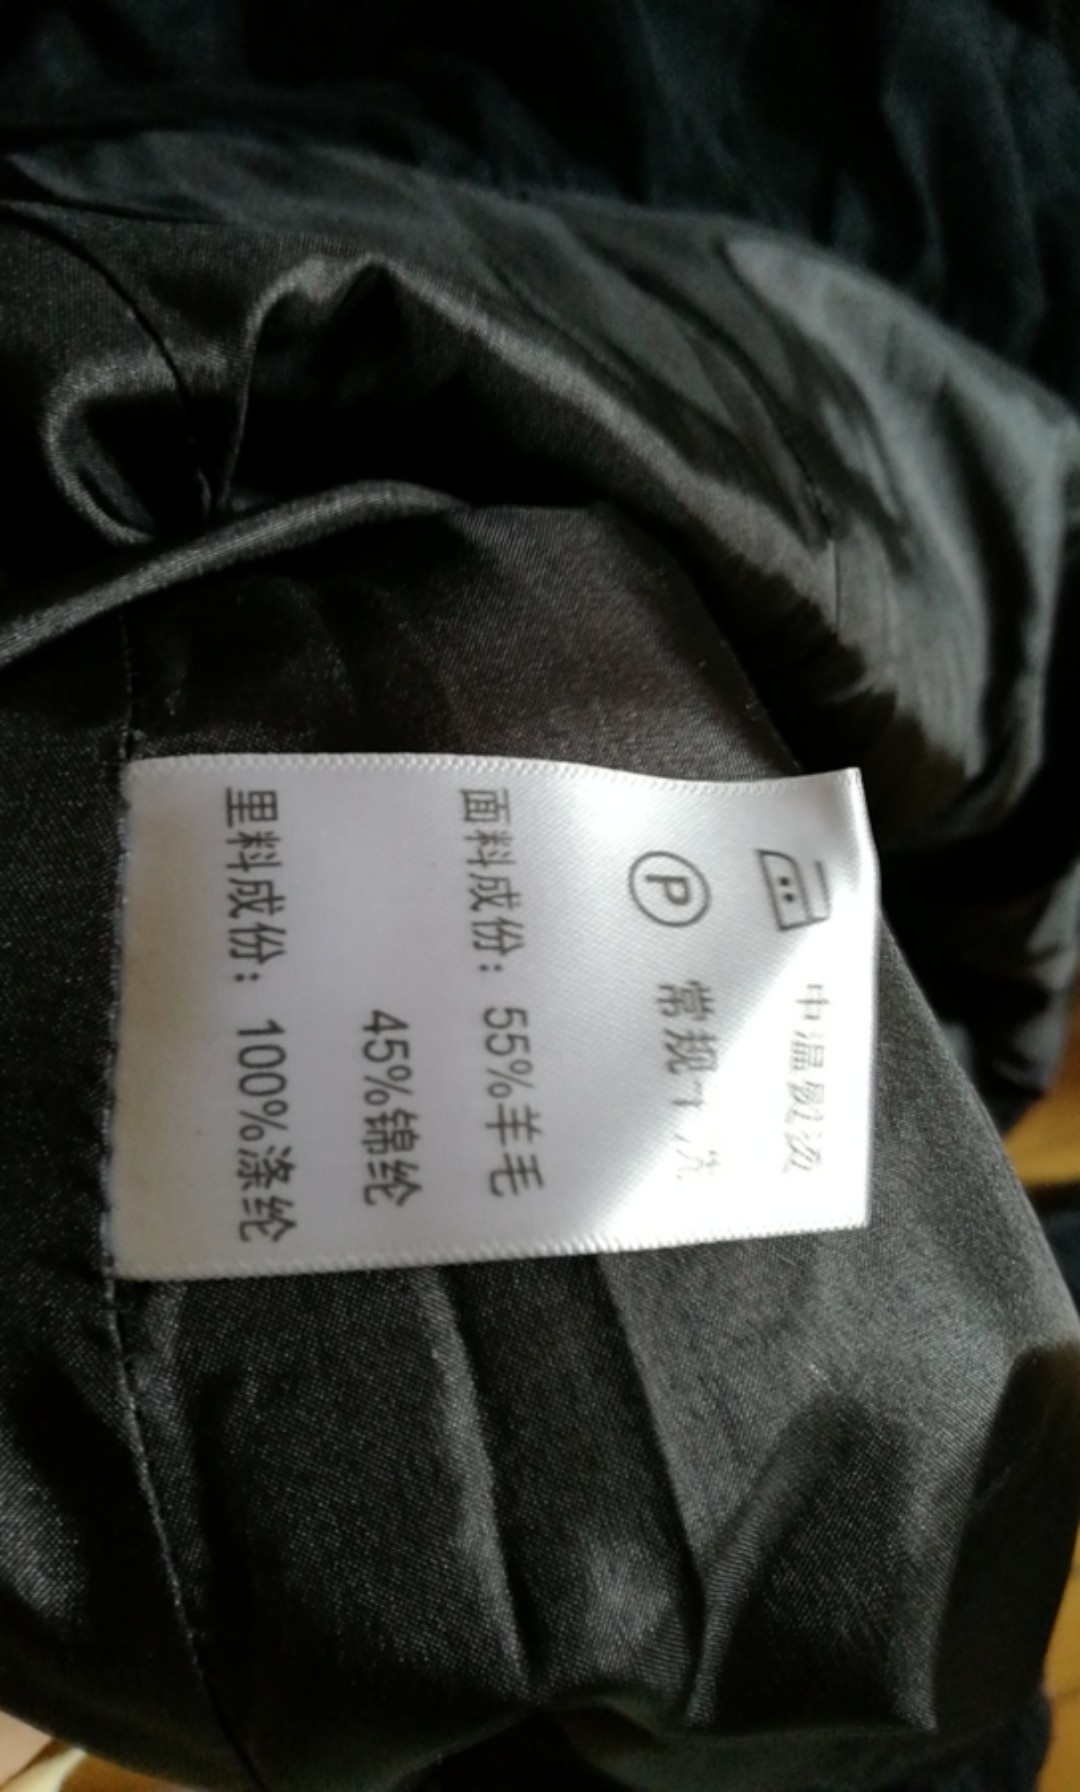 中温熨烫
P 常规干洗
面料成份：55%羊毛
45%锦纶
里料成份：100%涤纶